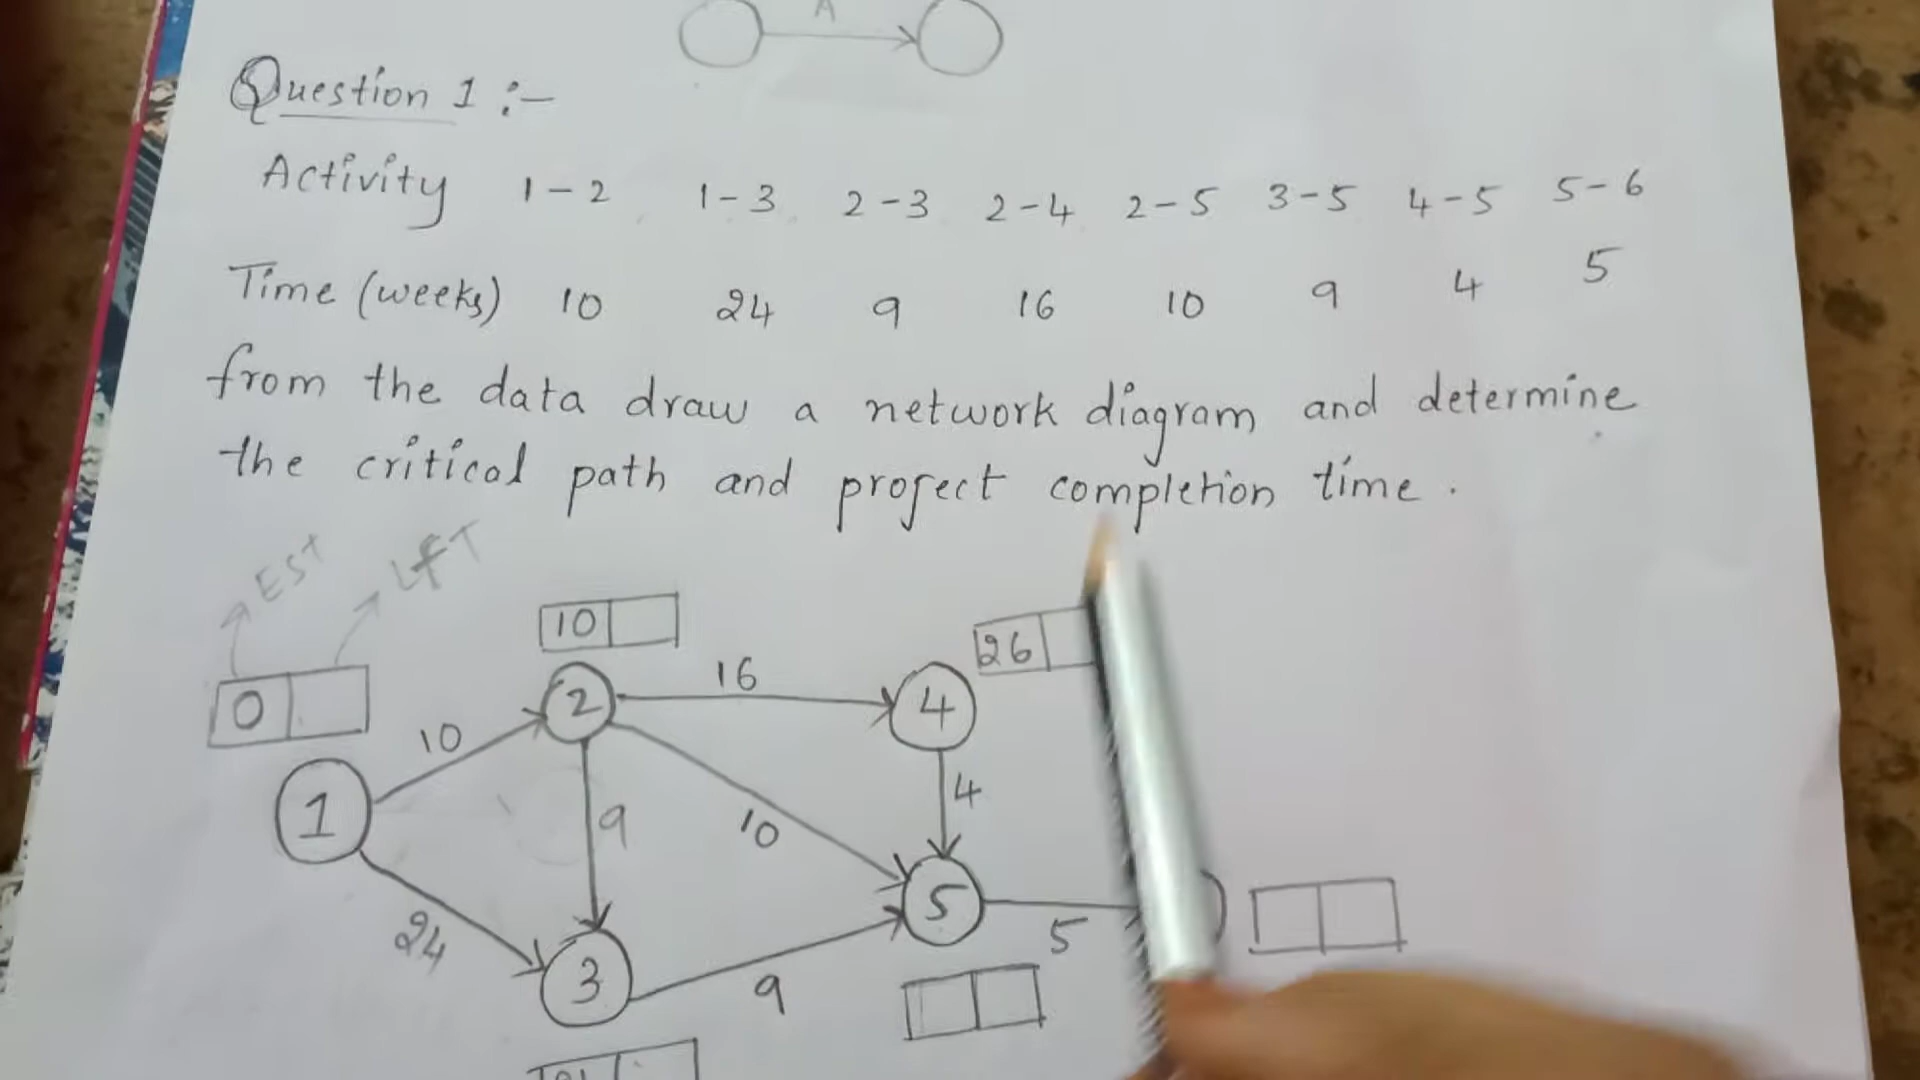 A
Question 1 :-
Activity 1-2 1-3 2-3 2-4 2-5 3-5 4-5 5-6
Time (weeks) 10 24 9 16 10 9 4 5
from the data draw a network diagram and determine
the critical path and project completion time.
EST LFT
10
26
0
16
2
4
10
1
9
10
4
24
5
5
3
9